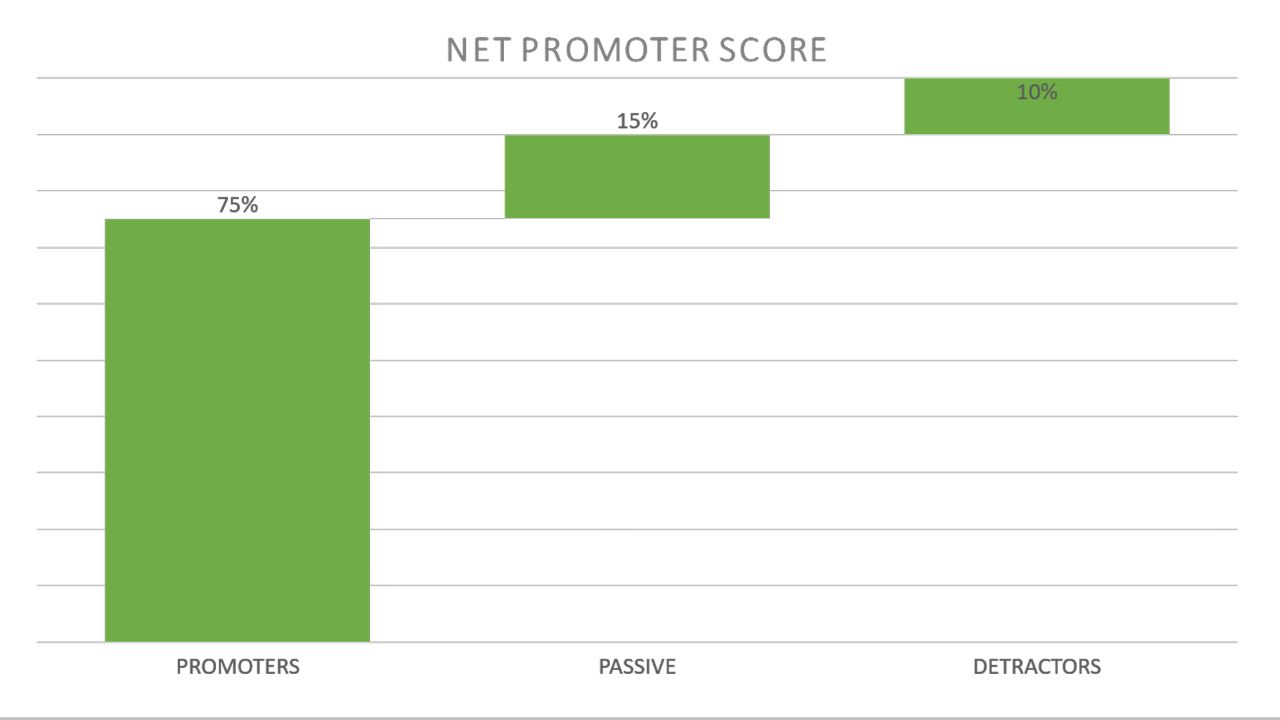 NET PROMOTER SCORE
10%
15%
75%
PROMOTERS
PASSIVE
DETRACTORS